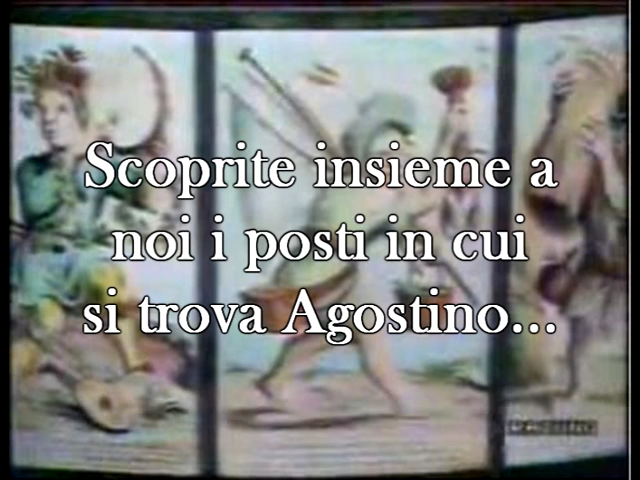 Scoprite insieme a
noi i posti in cui
si trova Agostino...